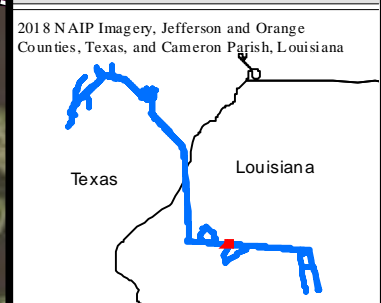 2018 NAIP Imagery, Jefferson and Orange
Counties, Texas, and Cameron Parish, Louisiana
Louisiana
Texas